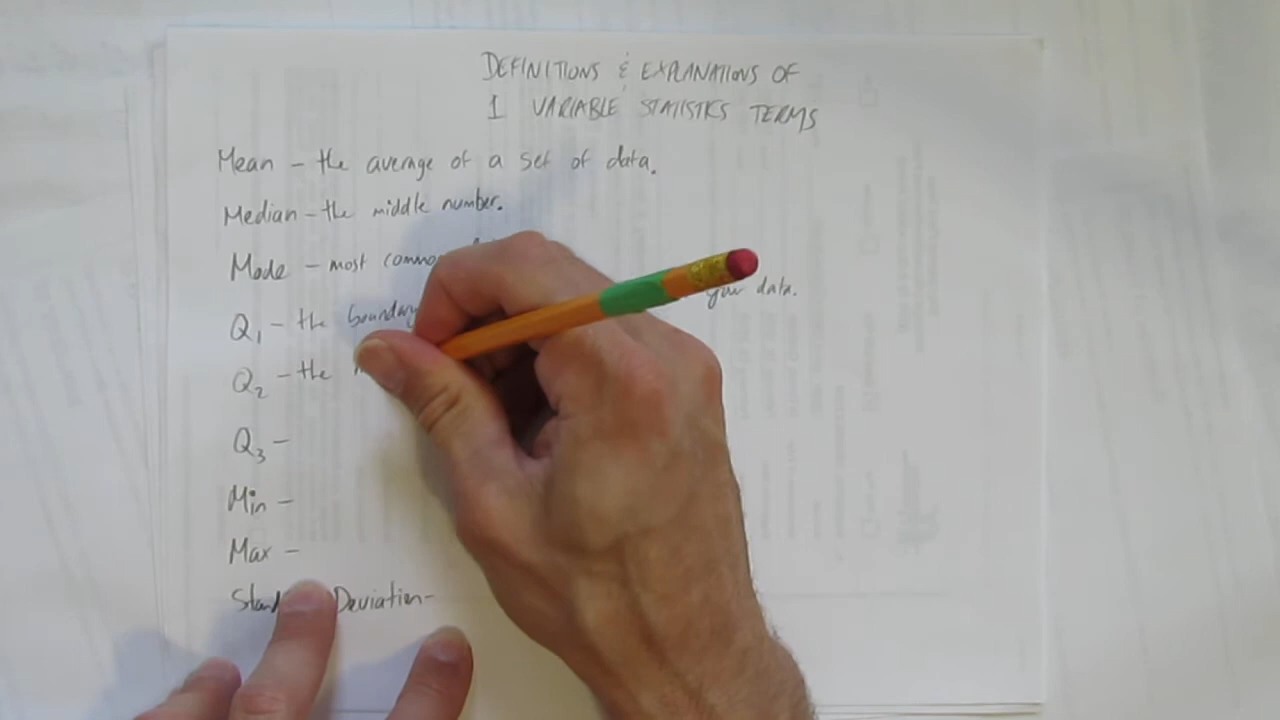 DEFINITIONS & EXPLANATIONS OF
1 VARIABLE STATISTICS TERMS
Mean - the average of a set of data.
Median - the middle number.
Mode - most
Q1 - the boundary your data.
Q2 - the
Q3 -
Min -
Max -
Deviation-